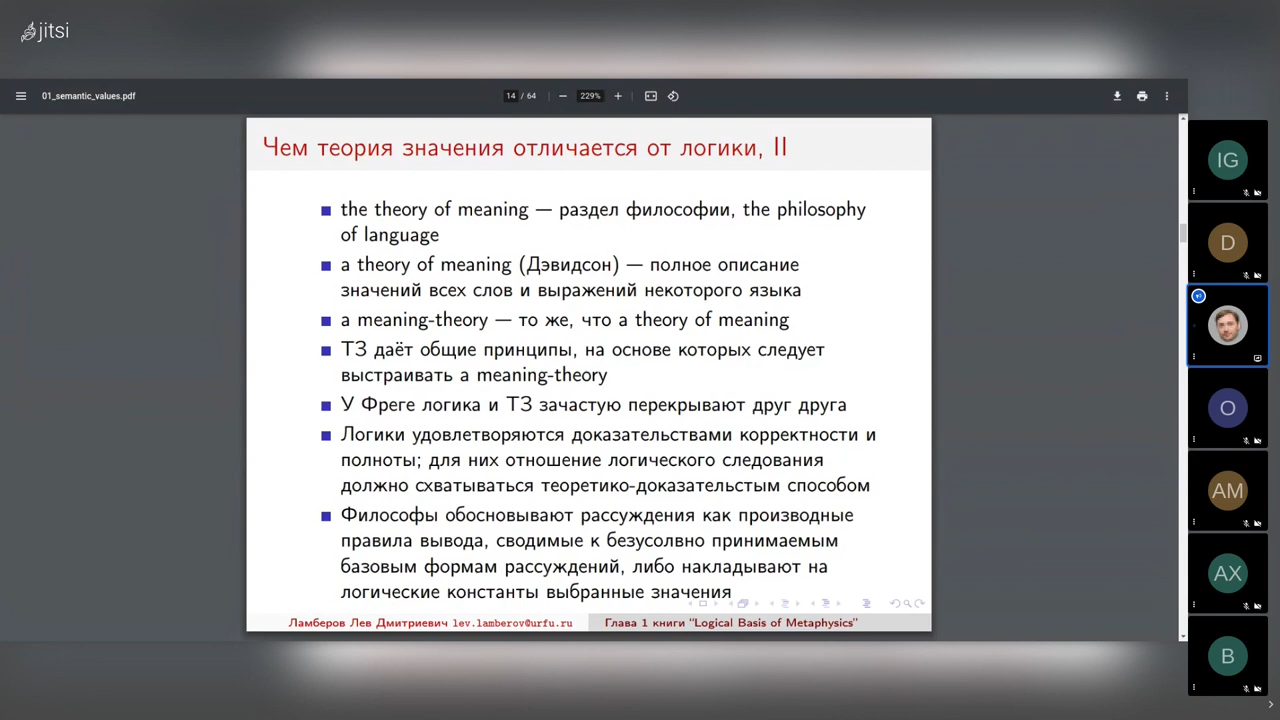 jitsi
01_semantic_values.pdf
14 / 64
229%
Чем теория значения отличается от логики, II
the theory of meaning — раздел философии, the philosophy
of language
a theory of meaning (Дэвидсон) — полное описание
значений всех слов и выражений некоторого языка
a meaning-theory — то же, что a theory of meaning
ТЗ даёт общие принципы, на основе которых следует
выстраивать a meaning-theory
У Фреге логика и ТЗ зачастую перекрывают друг друга
Логики удовлетворяются доказательствами корректности и
полноты; для них отношение логического следования
должно схватываться теоретико-доказательстым способом
Философы обосновывают рассуждения как производные
правила вывода, сводимые к безусолвно принимаемым
базовым формам рассуждений, либо накладывают на
логические константы выбранные значения
Ламберов Лев Дмитриевич lev.lamberov@urfu.ru
Глава 1 книги “Logical Basis of Metaphysics”
IG
D
O
AM
AX
B